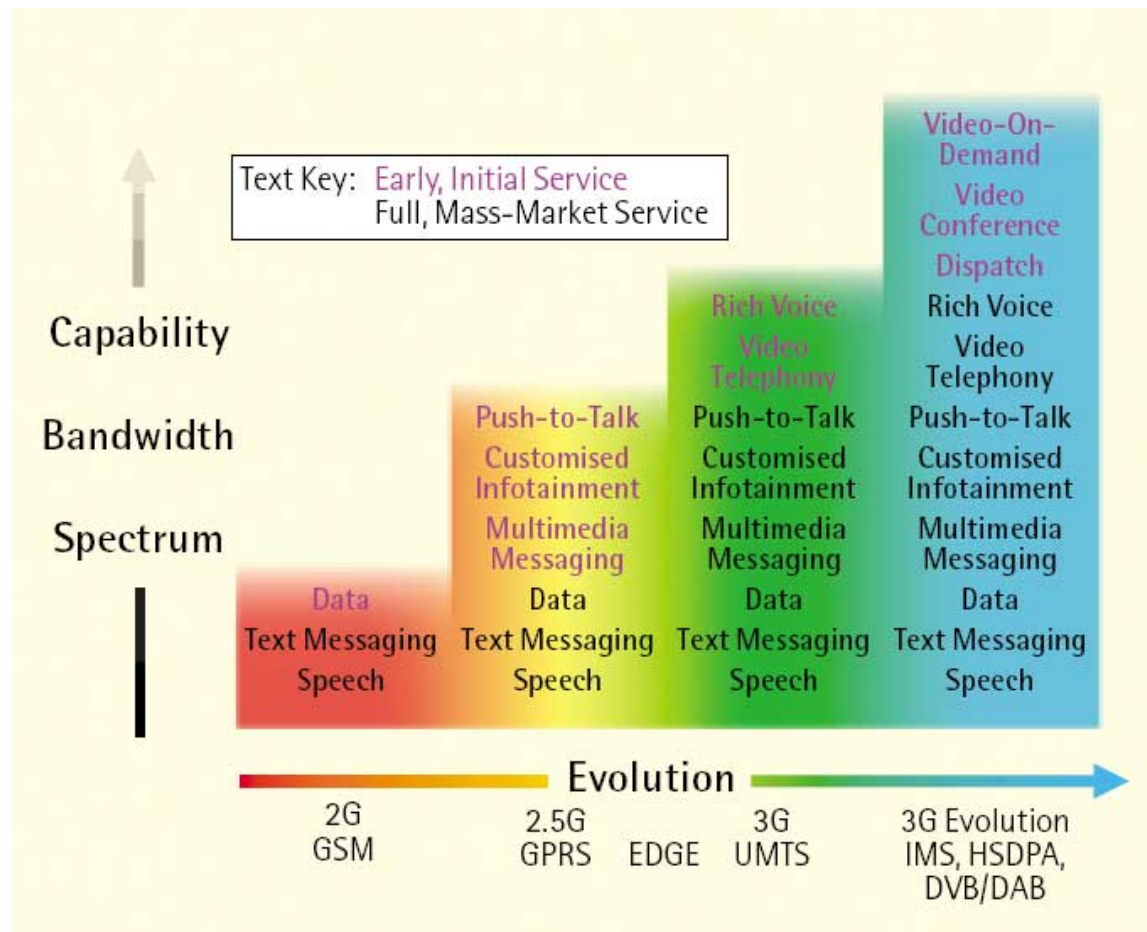 Text Key: Early, Initial Service
Full, Mass-Market Service
Capability
Bandwidth
Spectrum
Data
Text Messaging
Speech
Push-to-Talk
Customised
Infotainment
Multimedia
Messaging
Data
Text Messaging
Speech
Rich Voice
Video
Telephony
Push-to-Talk
Customised
Infotainment
Multimedia
Messaging
Data
Text Messaging
Speech
Video-On-
Demand
Video
Conference
Dispatch
Rich Voice
Video
Telephony
Push-to-Talk
Customised
Infotainment
Multimedia
Messaging
Data
Text Messaging
Speech
Evolution
2G
GSM
2.5G
GPRS
EDGE
3G
UMTS
3G Evolution
IMS, HSDPA,
DVB/DAB